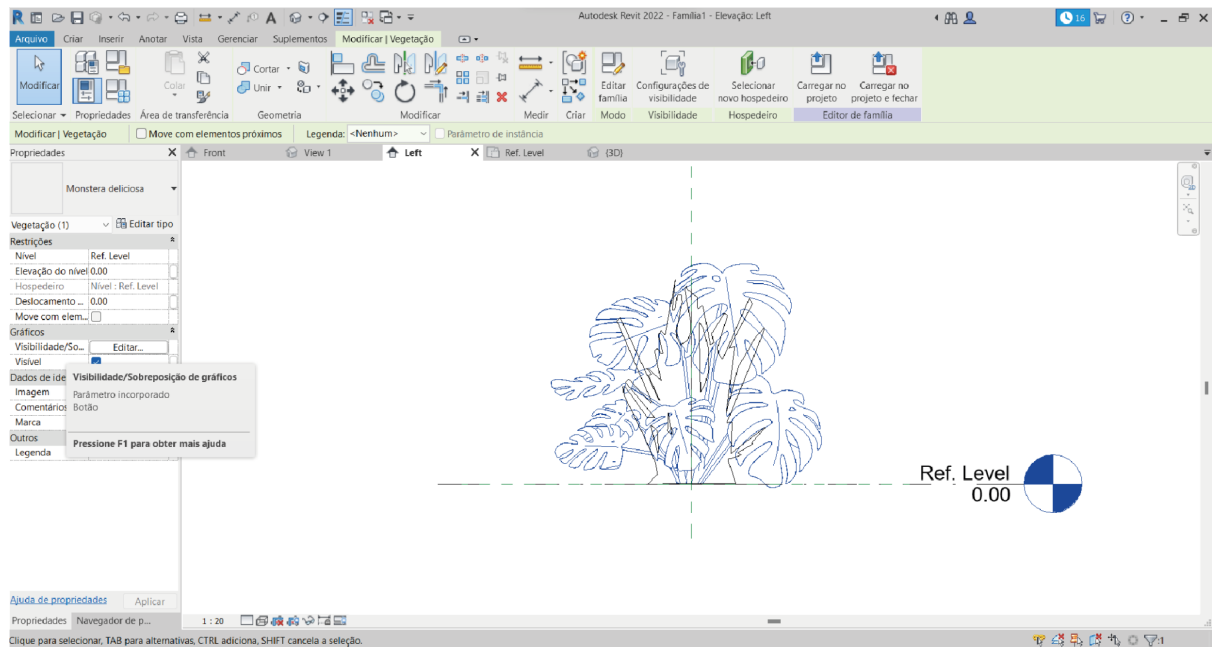 Autodesk Revit 2022 - Família1 - Elevação: Left
16
Arquivo Criar Inserir Anotar Vista Gerenciar Suplementos Modificar | Vegetação
Modificar
Colar
Cortar
Unir
Editar família
Configurações de visibilidade
Selecionar novo hospedeiro
Carregar no projeto
Carregar no projeto e fechar
Selecionar Propriedades Área de transferência Geometria Modificar Medir Criar Modo Visibilidade Hospedeiro Editor de família
Modificar | Vegetação Move com elementos próximos Legenda: <Nenhum> Parâmetro de instância
Propriedades X Front View 1 Left X Ref. Level {3D}
Monstera deliciosa
Vegetação (1) Editar tipo
Restrições
Nível Ref. Level
Elevação do nível 0.00
Hospedeiro Nível : Ref. Level
Deslocamento ... 0.00
Move com elem...
Gráficos
Visibilidade/So... Editar...
Visível
Dados de ide
Imagem
Comentários
Marca
Outros
Legenda
Visibilidade/Sobreposição de gráficos
Parâmetro incorporado
Botão
Pressione F1 para obter mais ajuda
Ref. Level
0.00
Ajuda de propriedades Aplicar
Propriedades Navegador de p... 1 : 20
Clique para selecionar, TAB para alternativas, CTRL adiciona, SHIFT cancela a seleção. :1